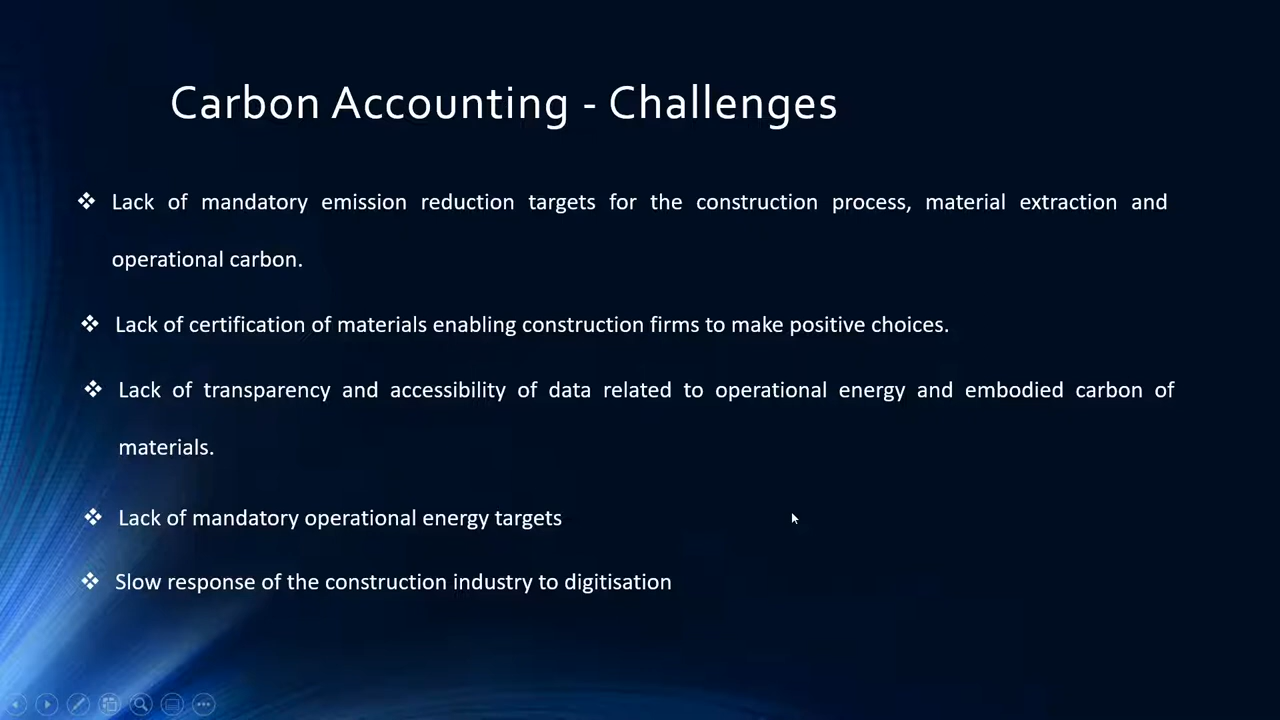 Carbon Accounting - Challenges
❖ Lack of mandatory emission reduction targets for the construction process, material extraction and
operational carbon.
❖ Lack of certification of materials enabling construction firms to make positive choices.
❖ Lack of transparency and accessibility of data related to operational energy and embodied carbon of
materials.
❖ Lack of mandatory operational energy targets
❖ Slow response of the construction industry to digitisation